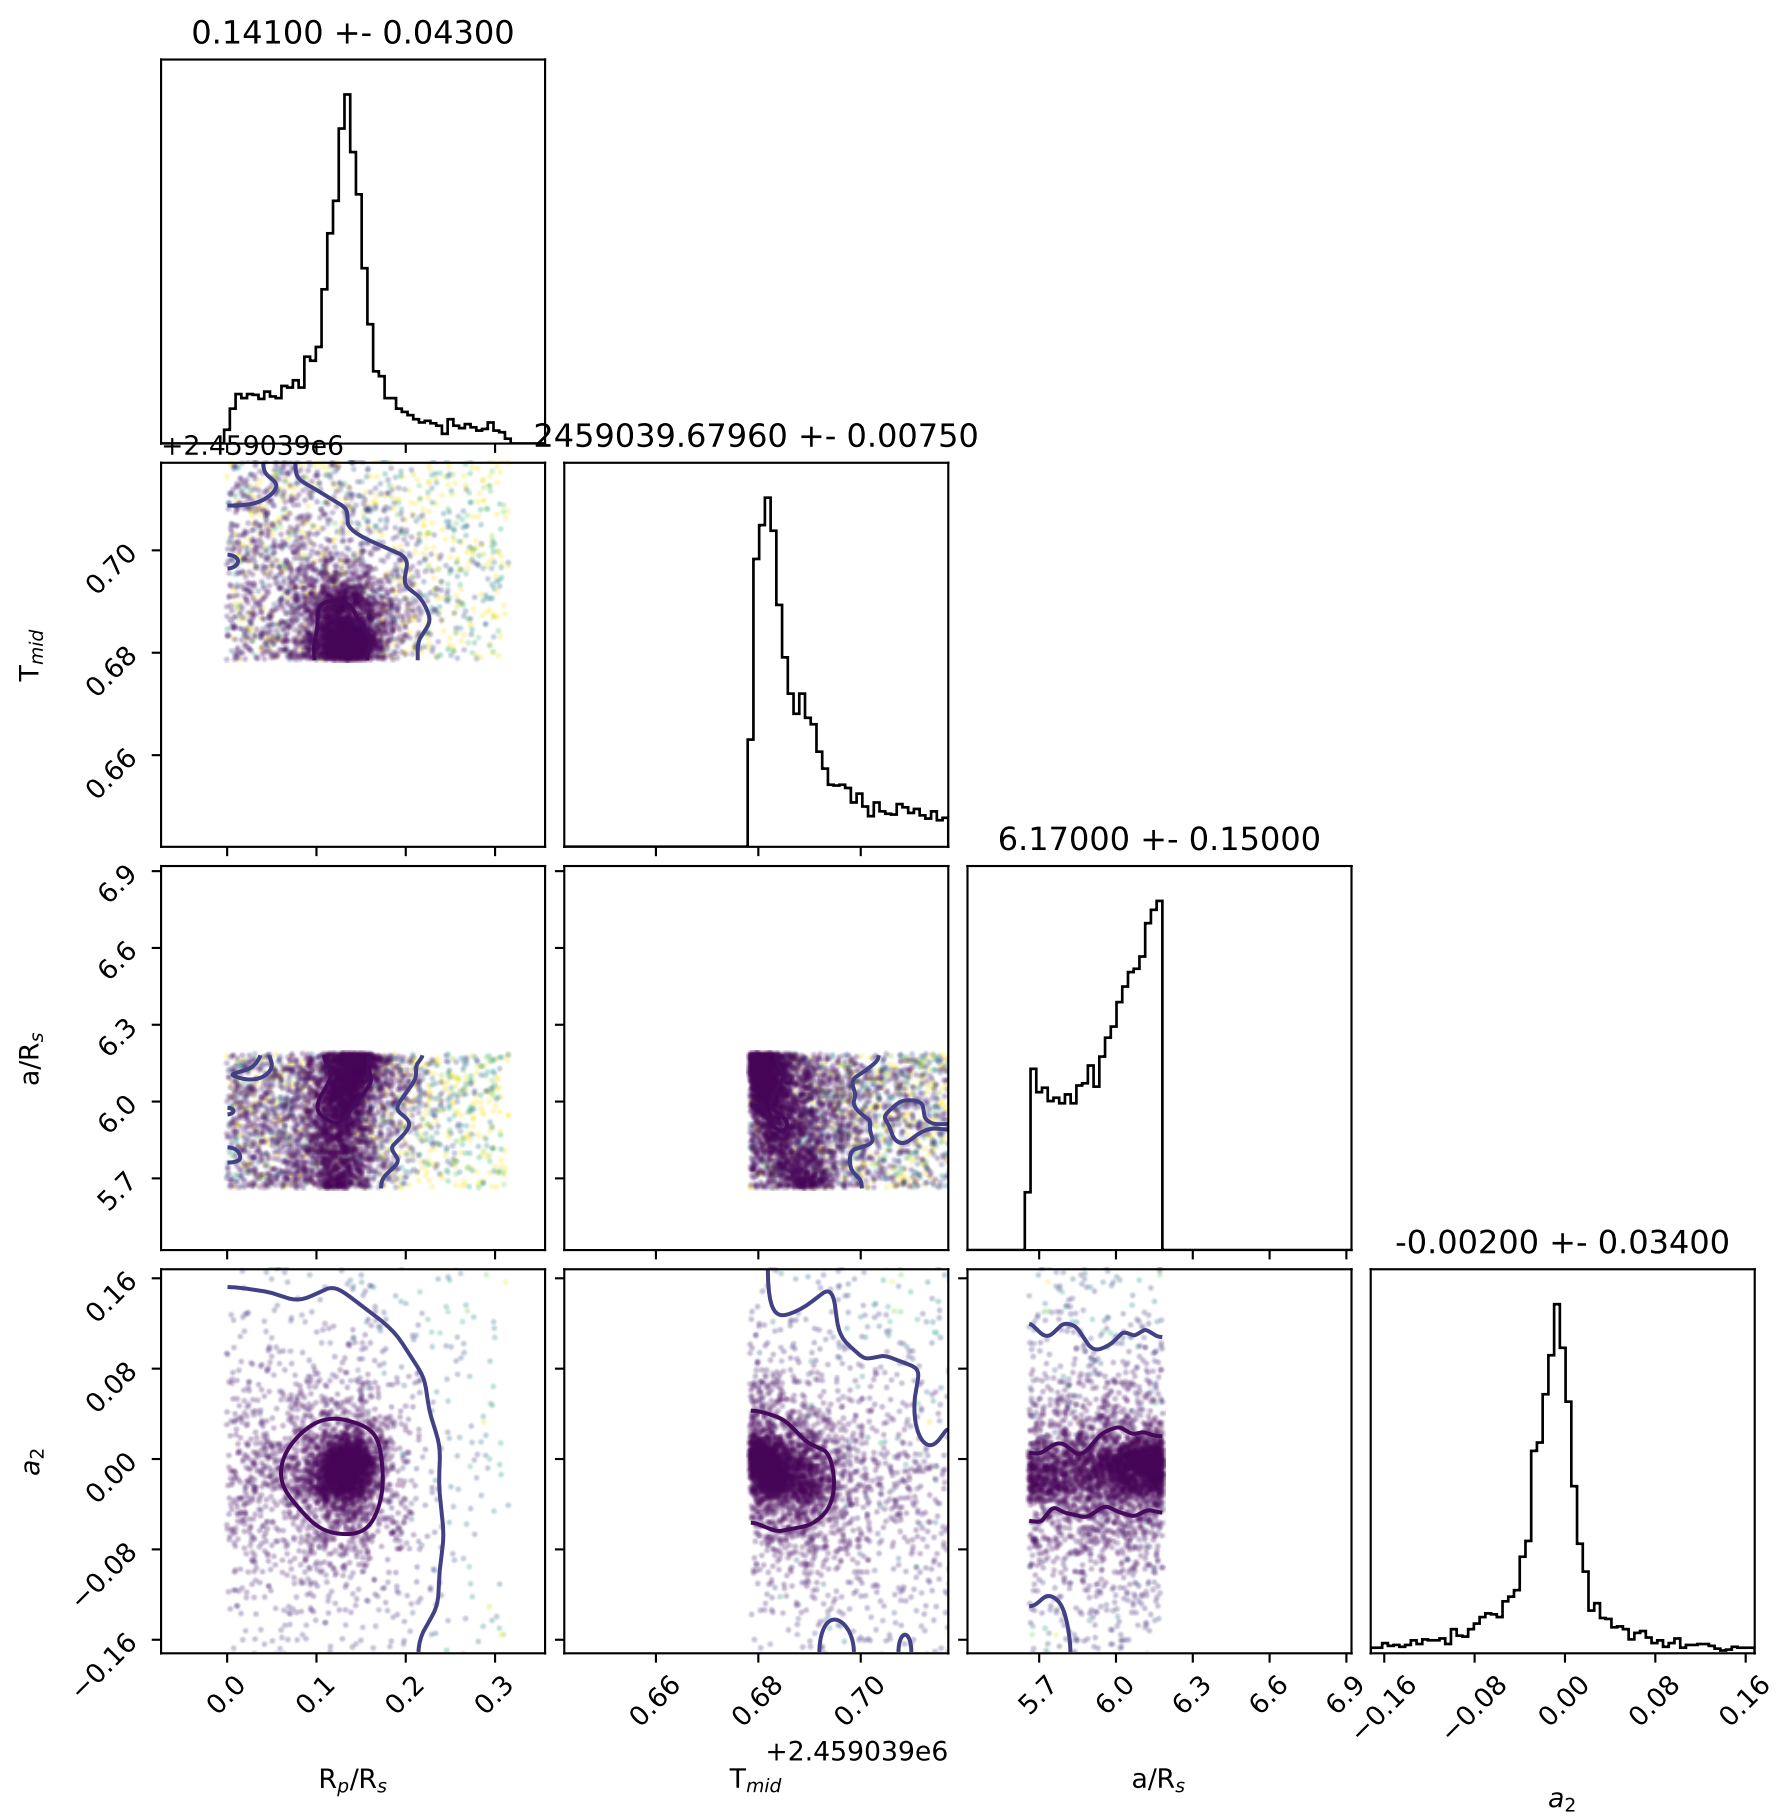 0.14100 +- 0.04300
+2.459039e6
2459039.67960 +- 0.00750
0.70
0.68
0.66
T_mid
6.17000 +- 0.15000
6.9
6.6
6.3
6.0
5.7
a/R_s
-0.00200 +- 0.03400
0.16
0.08
0.00
−0.08
−0.16
a_2
0.0 0.1 0.2 0.3
0.66 0.68 0.70
5.7 6.0 6.3 6.6 6.9
−0.16 −0.08 0.00 0.08 0.16
+2.459039e6
R_p/R_s
T_mid
a/R_s
a_2